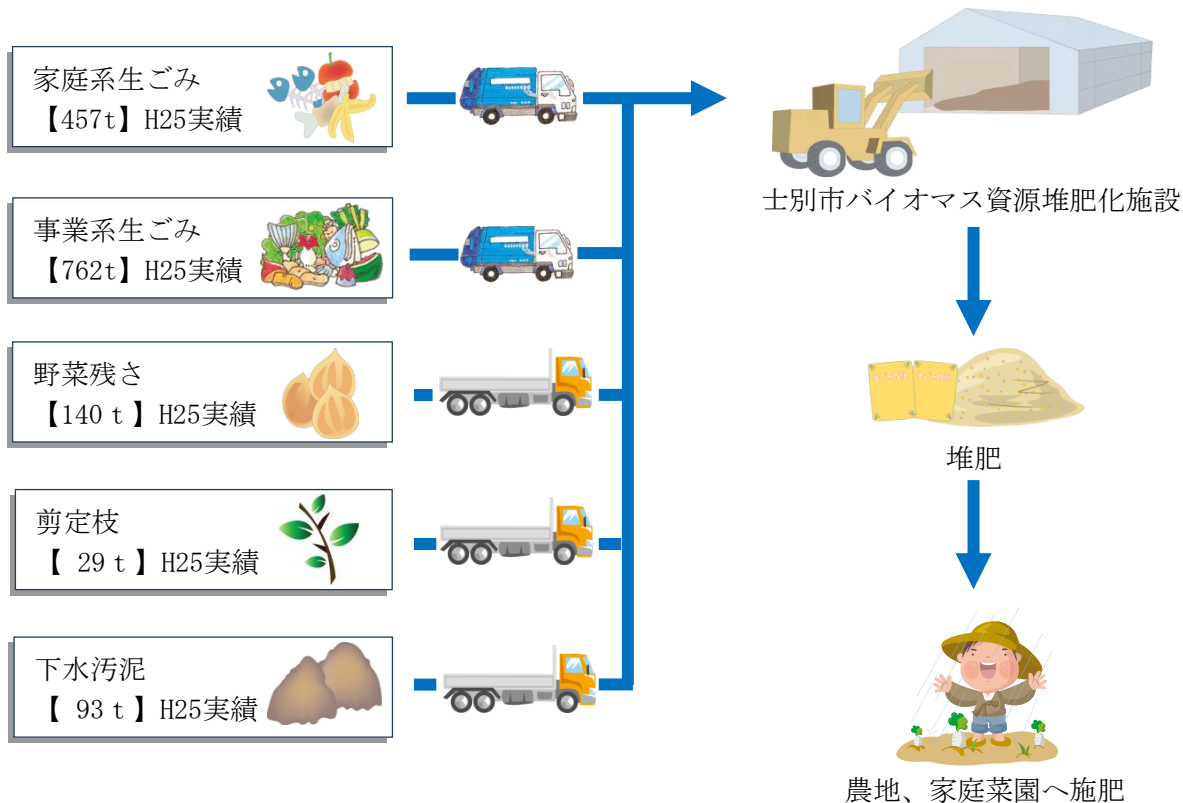 家庭系生ごみ
【457t】H25実績
事業系生ごみ
【762t】H25実績
野菜残さ
【140ｔ】H25実績
剪定枝
【 29ｔ】H25実績
下水汚泥
【 93ｔ】H25実績
士別市バイオマス資源堆肥化施設
堆肥
農地、家庭菜園へ施肥